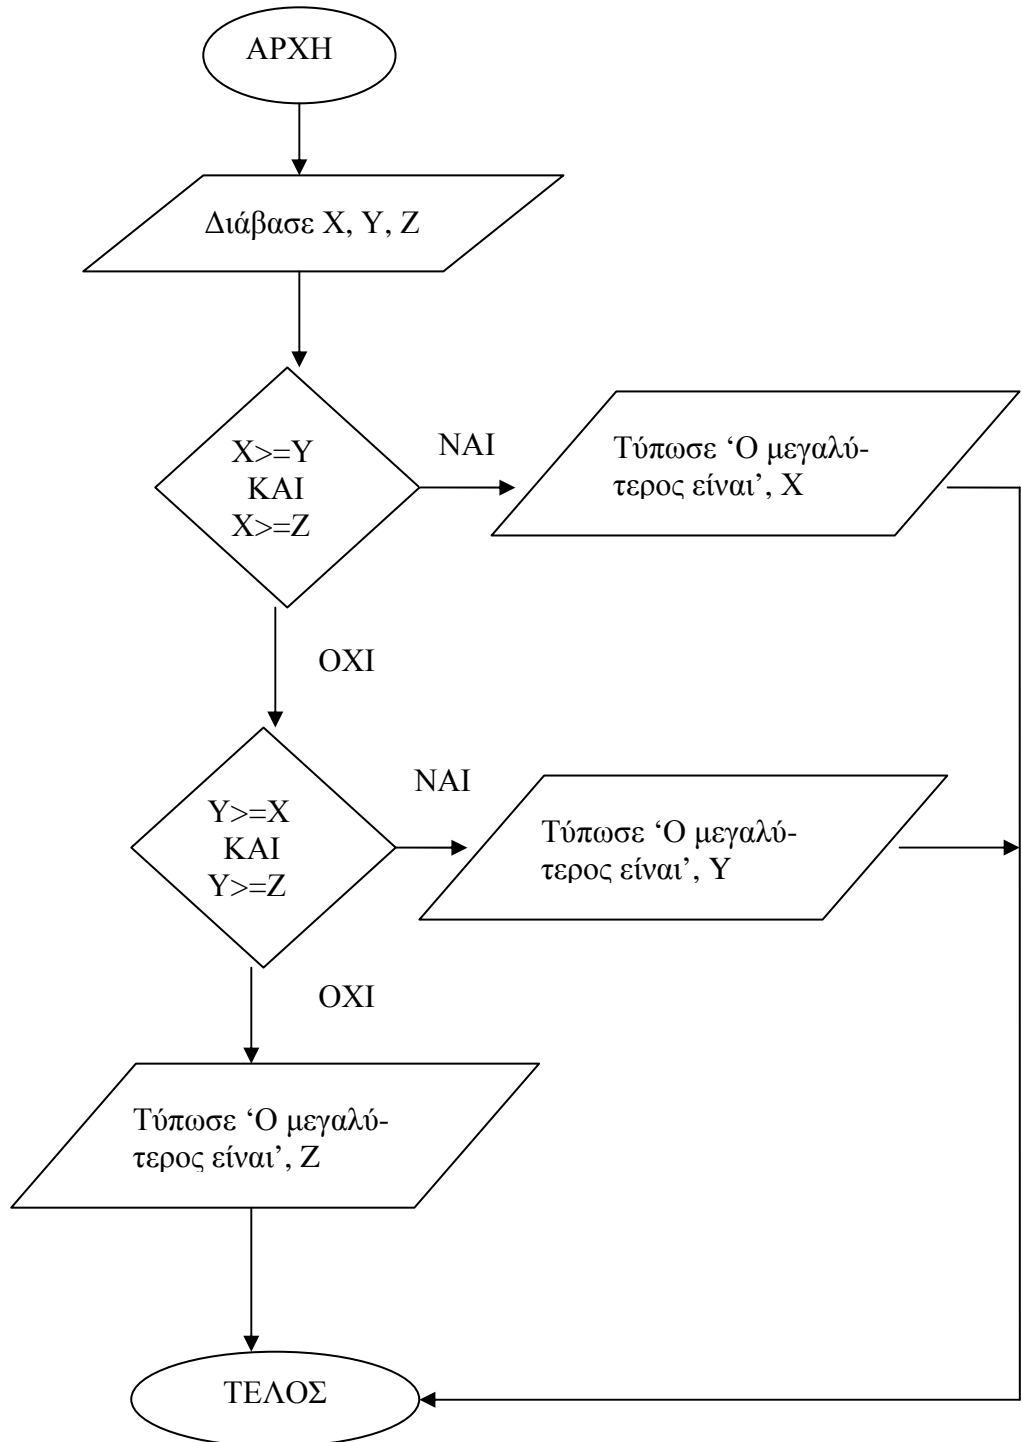 ΑΡΧΗ
Διάβασε X, Y, Z
X>=Y
ΚΑΙ
X>=Z
ΝΑΙ
Τύπωσε ‘Ο μεγαλύ-
τερος είναι’, X
ΟΧΙ
Y>=X
ΚΑΙ
Y>=Z
ΝΑΙ
Τύπωσε ‘Ο μεγαλύ-
τερος είναι’, Y
ΟΧΙ
Τύπωσε ‘Ο μεγαλύ-
τερος είναι’, Z
ΤΕΛΟΣ